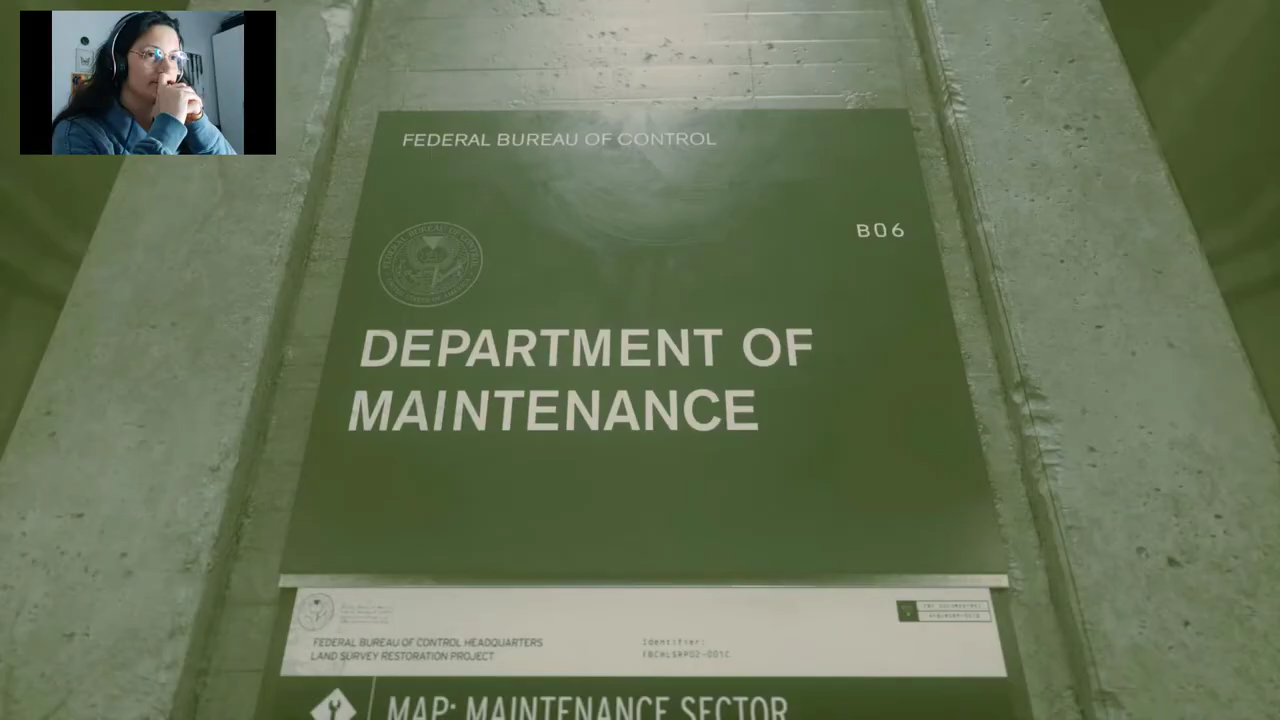 FEDERAL BUREAU OF CONTROL
B06
DEPARTMENT OF
MAINTENANCE
FEDERAL BUREAU OF CONTROL HEADQUARTERS
LAND SURVEY RESTORATION PROJECT
Identifier:
MAP: MAINTENANCE SECTOR